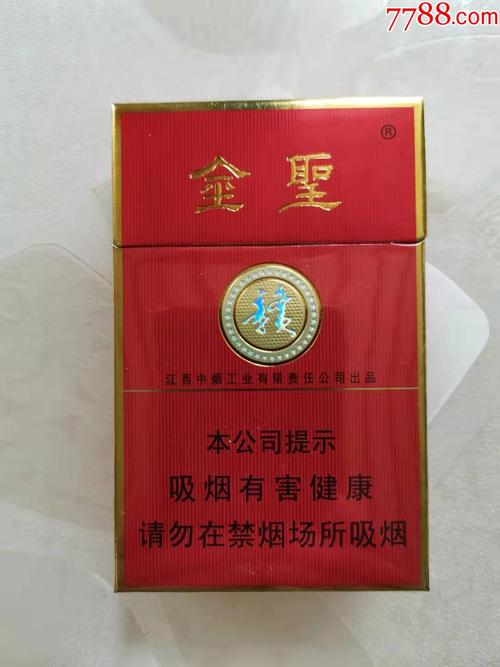 7788.com
金聖
®
赣
江西中烟工业有限责任公司出品
本公司提示
吸烟有害健康
请勿在禁烟场所吸烟